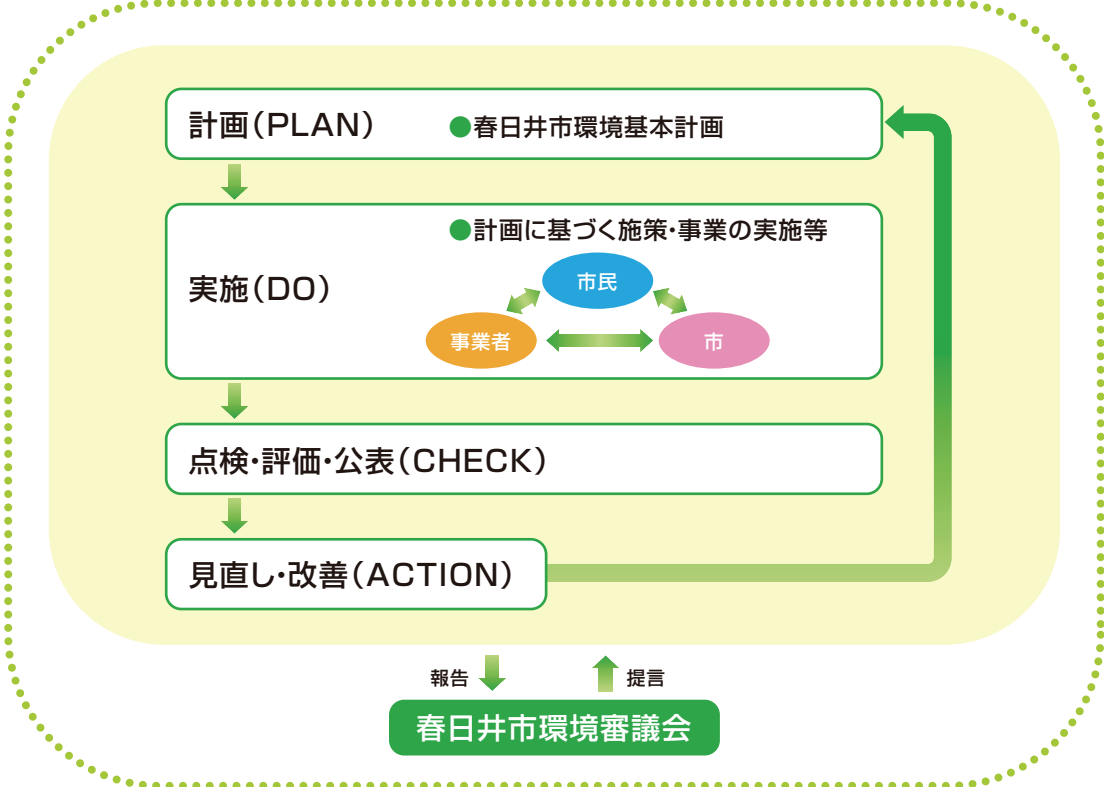 計画（PLAN）
●春日井市環境基本計画
●計画に基づく施策・事業の実施等
実施（DO）
市民
事業者
市
点検・評価・公表（CHECK）
見直し・改善（ACTION）
報告
提言
春日井市環境審議会